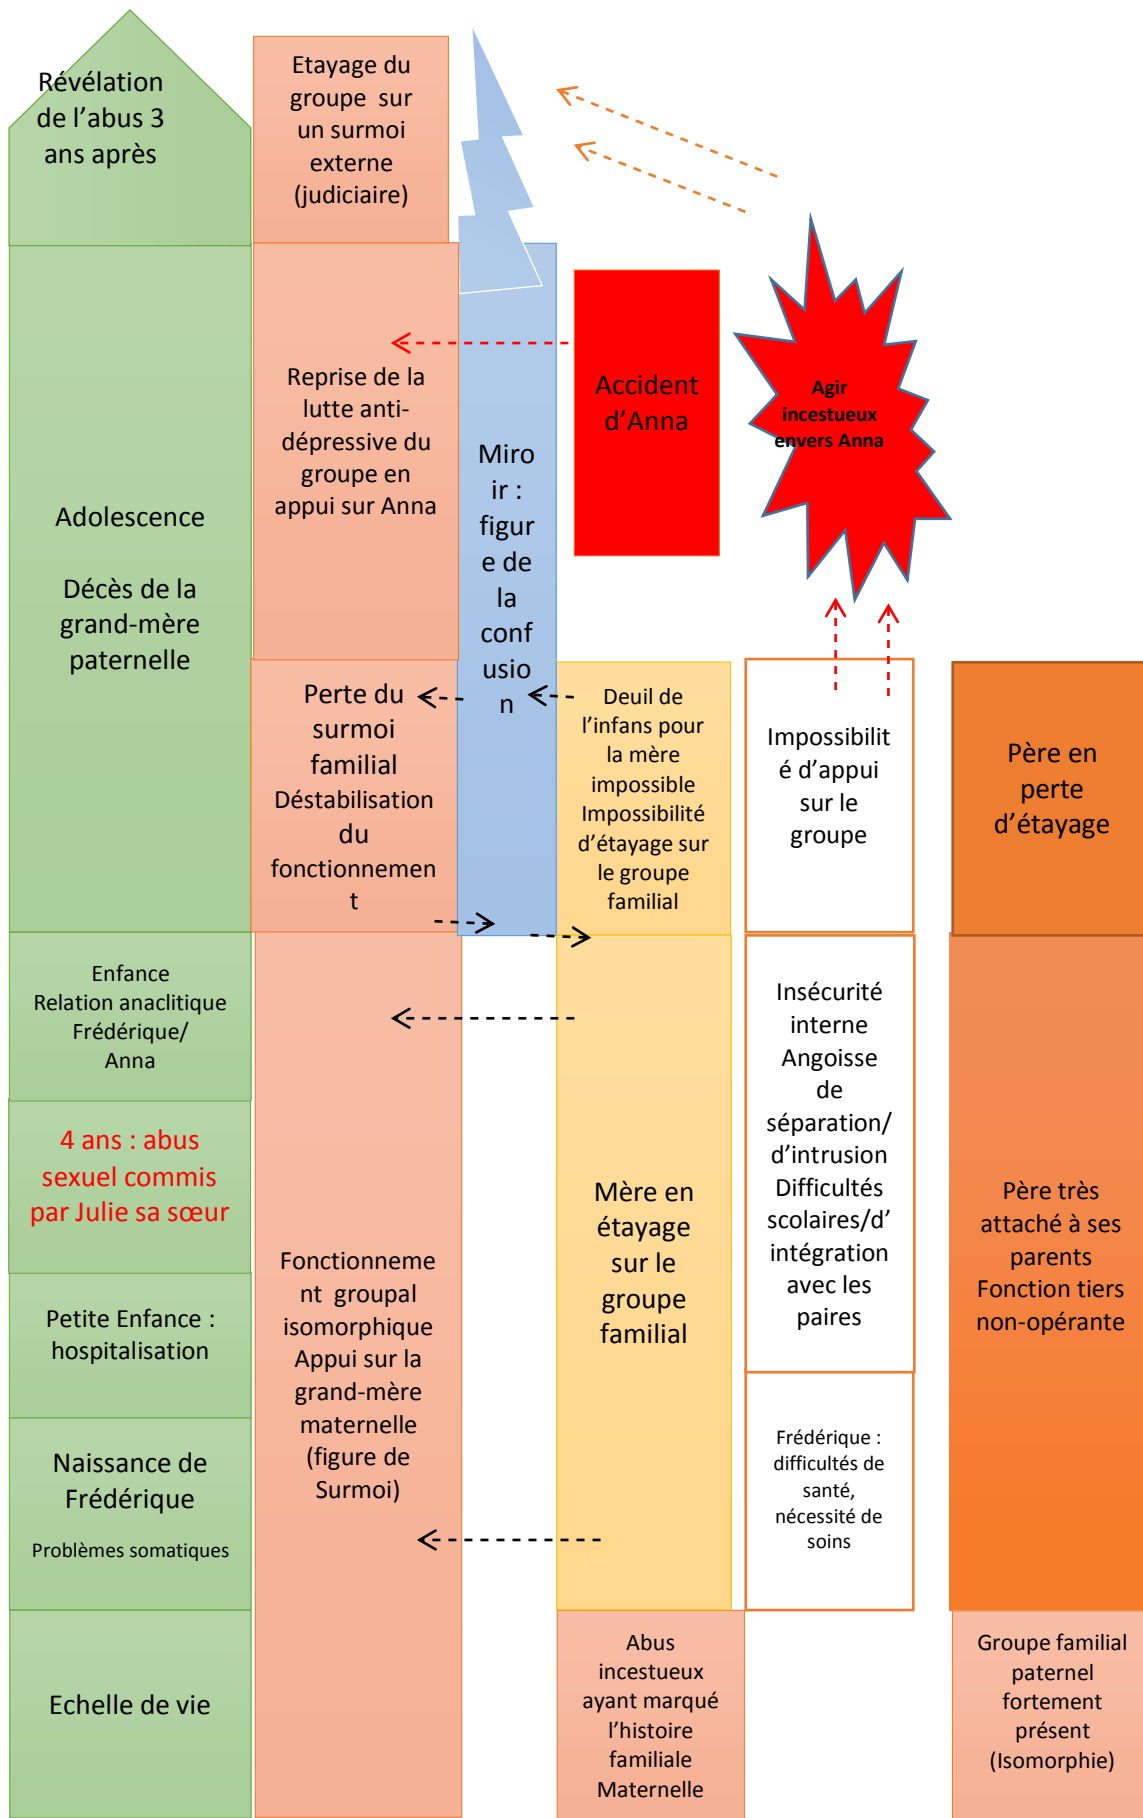 Révélation
de l’abus 3
ans après
Etayage du
groupe sur
un surmoi
externe
(judiciaire)
Adolescence
Décès de la
grand-mère
paternelle
Reprise de la
lutte anti-
dépressive du
groupe en
appui sur Anna
Miro
ir :
figur
e de
la
conf
usio
n
Accident
d’Anna
Agir
incestueux
envers Anna
Perte du
surmoi
familial
Déstabilisation
du
fonctionnemen
t
Deuil de
l’infans pour
la mère
impossible
Impossibilité
d’étayage sur
le groupe
familial
Impossibilit
é d’appui
sur le
groupe
Père en
perte
d’étayage
Enfance
Relation anaclitique
Frédérique/
Anna
4 ans : abus
sexuel commis
par Julie sa sœur
Petite Enfance :
hospitalisation
Naissance de
Frédérique
Problèmes somatiques
Echelle de vie
Fonctionneme
nt groupal
isomorphique
Appui sur la
grand-mère
maternelle
(figure de
Surmoi)
Mère en
étayage
sur le
groupe
familial
Insécurité
interne
Angoisse
de
séparation/
d’intrusion
Difficultés
scolaires/d’
intégration
avec les
paires
Frédérique :
difficultés de
santé,
nécessité de
soins
Père très
attaché à ses
parents
Fonction tiers
non-opérante
Abus
incestueux
ayant marqué
l’histoire
familiale
Maternelle
Groupe familial
paternel
fortement
présent
(Isomorphie)